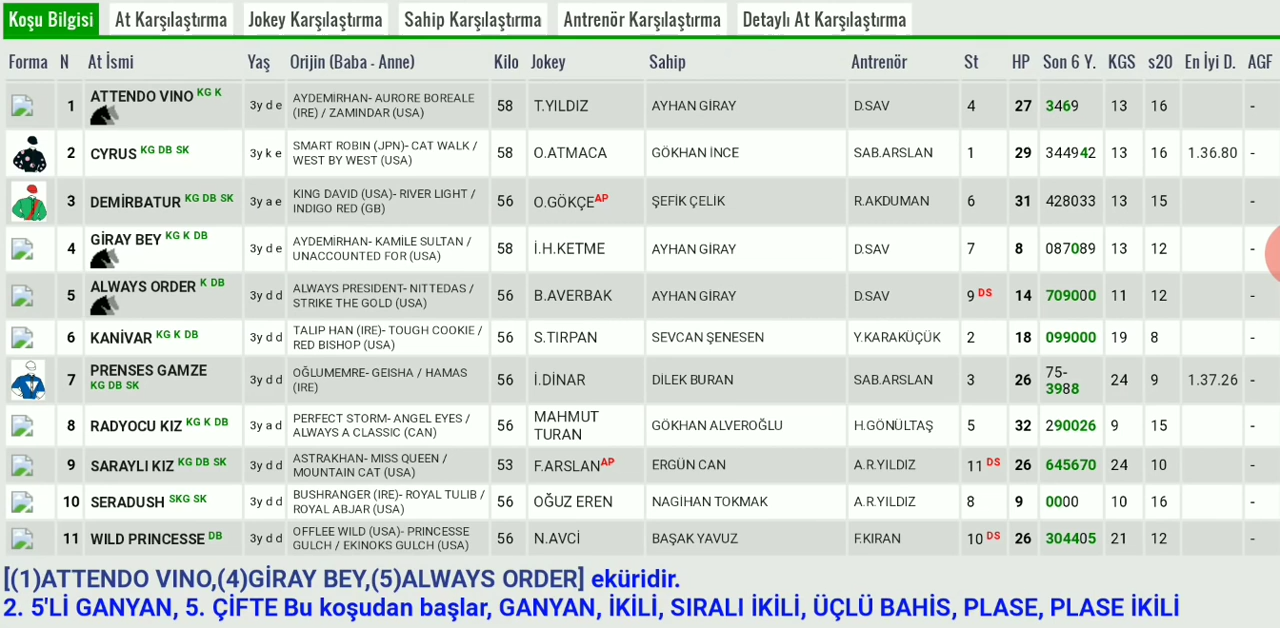 Koşu Bilgisi At Karşılaştırma Jokey Karşılaştırma Sahip Karşılaştırma Antrenör Karşılaştırma Detaylı At Karşılaştırma
Forma N At İsmi Yaş Orijin (Baba - Anne) Kilo Jokey Sahip Antrenör St HP Son 6 Y. KGS s20 En İyi D. AGF
1 ATTENDO VINO KG K 3y d e AYDEMİRHAN- AURORE BOREALE (IRE) / ZAMINDAR (USA) 58 T.YILDIZ AYHAN GİRAY D.SAV 4 27 3469 13 16 -
2 CYRUS KG DB SK 3y k e SMART ROBIN (JPN)- CAT WALK / WEST BY WEST (USA) 58 O.ATMACA GÖKHAN İNCE SAB.ARSLAN 1 29 344942 13 16 1.36.80 -
3 DEMİRBATUR KG DB SK 3y a e KING DAVID (USA)- RIVER LIGHT / INDIGO RED (GB) 56 O.GÖKÇE AP ŞEFİK ÇELİK R.AKDUMAN 6 31 428033 13 15 -
4 GİRAY BEY KG K DB 3y d e AYDEMİRHAN- KAMİLE SULTAN / UNACCOUNTED FOR (USA) 58 İ.H.KETME AYHAN GİRAY D.SAV 7 8 087089 13 12 -
5 ALWAYS ORDER K DB 3y d d ALWAYS PRESIDENT- NITTEDAS / STRIKE THE GOLD (USA) 56 B.AVERBAK AYHAN GİRAY D.SAV 9 DS 14 709000 11 12 -
6 KANİVAR KG K DB 3y d d TALIP HAN (IRE)- TOUGH COOKIE / RED BISHOP (USA) 56 S.TIRPAN SEVCAN ŞENESEN Y.KARAKÜÇÜK 2 18 099000 19 8 -
7 PRENSES GAMZE KG DB SK 3y d d OĞLUMEMRE- GEISHA / HAMAS (IRE) 56 İ.DİNAR DİLEK BURAN SAB.ARSLAN 3 26 75-3988 24 9 1.37.26 -
8 RADYOCU KIZ KG K DB 3y a d PERFECT STORM- ANGEL EYES / ALWAYS A CLASSIC (CAN) 56 MAHMUT TURAN GÖKHAN ALVEROĞLU H.GÖNÜLTAŞ 5 32 290026 9 15 -
9 SARAYLI KIZ KG DB SK 3y d d ASTRAKHAN- MISS QUEEN / MOUNTAIN CAT (USA) 53 F.ARSLAN AP ERGÜN CAN A.R.YILDIZ 11 DS 26 645670 24 10 -
10 SERADUSH SKG SK 3y d d BUSHRANGER (IRE)- ROYAL TULIB / ROYAL ABJAR (USA) 56 OĞUZ EREN NAGİHAN TOKMAK A.R.YILDIZ 8 9 0000 10 16 -
11 WILD PRINCESSE DB 3y d d OFFLEE WILD (USA)- PRINCESSE GULCH / EKINOKS GULCH (USA) 56 N.AVCİ BAŞAK YAVUZ F.KIRAN 10 DS 26 304405 21 12 -
[(1)ATTENDO VINO,(4)GİRAY BEY,(5)ALWAYS ORDER] eküridir.
2. 5'Lİ GANYAN, 5. ÇİFTE Bu koşudan başlar, GANYAN, İKİLİ, SIRALI İKİLİ, ÜÇLÜ BAHİS, PLASE, PLASE İKİLİ